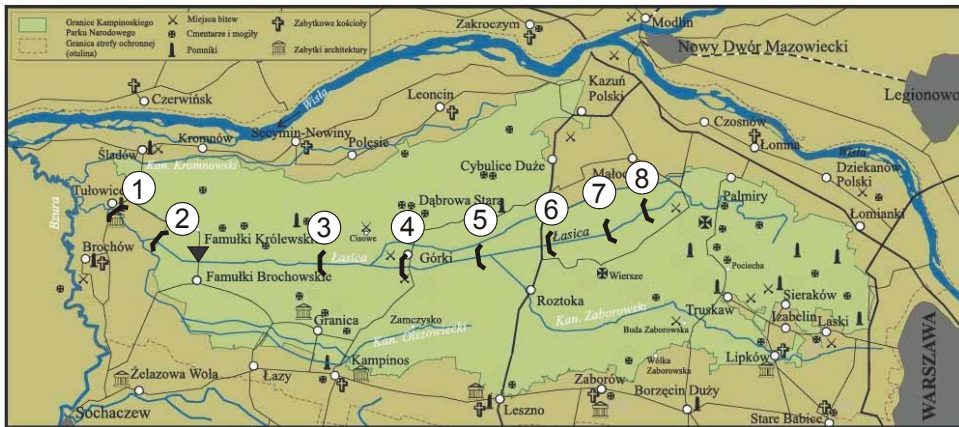 Granice Kampinoskiego
Parku Narodowego
Granica strefy ochronnej
(otulina)
Miejsca bitew
Cmentarze i mogiły
Pomniki
Zabytkowe kościoły
Zabytki architektury
Zakroczym
Modlin
Nowy Dwór Mazowiecki
Wisła
Kazuń
Polski
Legionowo
Czerwińsk
Leoncin
Czosnów
Łomna
Secymin-Nowiny
Kromnów
Polesie
Śladów
Kan. Kromnowski
Cybulice Duże
Wisła
Dziekanów
Polski
Bzura
Tułowice
1
2
Dąbrowa Stara
8
7
Palmiry
Łomianki
Famułki Królewskie
3
Cisowe
4
5
6
Łasica
Brochów
Łasica
Górki
Famułki Brochowskie
Wiersze
Pociecha
Roztoka
Sieraków
Truskaw
Zamczysko
Kan. Zaborowski
Granica
Kan. Olszowiecki
Buda Zaborowska
Izabelin
Laski
Kampinos
Wólka
Zaborowska
Lipków
Łazy
Żelazowa Wola
Zaborów
Borzęcin Duży
WARSZAWA
Leszno
Sochaczew
Stare Babice